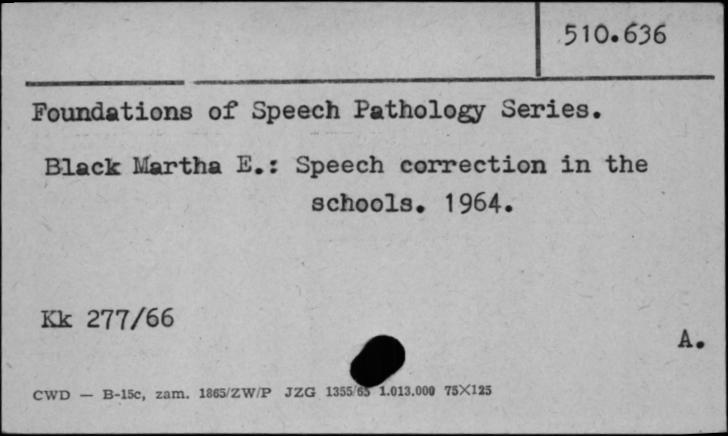 510.636
Foundations of Speech Pathology Series.
Black Martha E.: Speech correction in the
schools. 1964.
Kk 277/66
A.
CWD — B-15c, zam. 1865/ZW/P JZG 1355/65 1.013.000 75X125